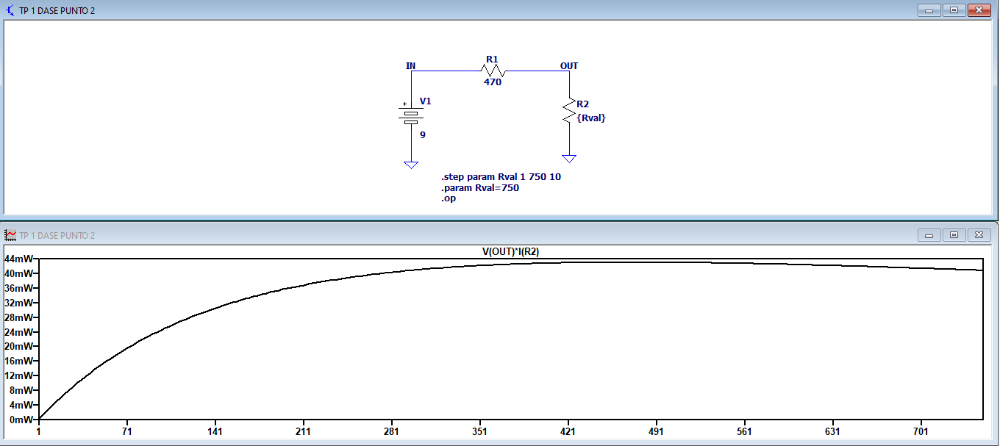 TP 1 DASE PUNTO 2
R1
IN
OUT
470
V1
R2
+
{Rval}
9
.step param Rval 1 750 10
.param Rval=750
.op
TP 1 DASE PUNTO 2
V(OUT)*I(R2)
44mW
40mW
36mW
32mW
28mW
24mW
20mW
16mW
12mW
8mW
4mW
0mW
1 71 141 211 281 351 421 491 561 631 701